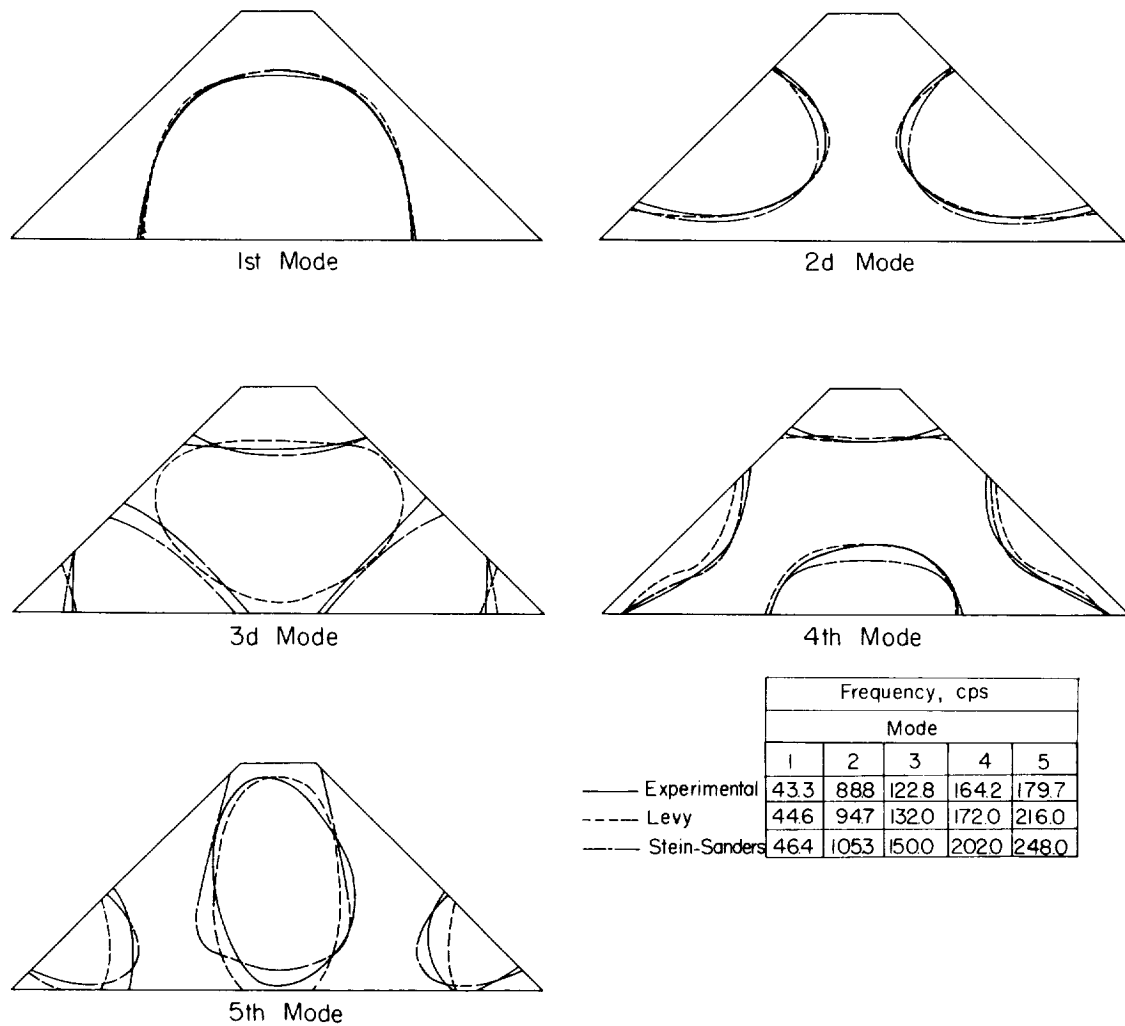 1st Mode
2d Mode
3d Mode
4th Mode
5th Mode
Frequency, cps
Mode
1 2 3 4 5
Experimental 43.3 88.8 122.8 164.2 179.7
Levy 44.6 94.7 132.0 172.0 216.0
Stein-Sanders 46.4 105.3 150.0 202.0 248.0